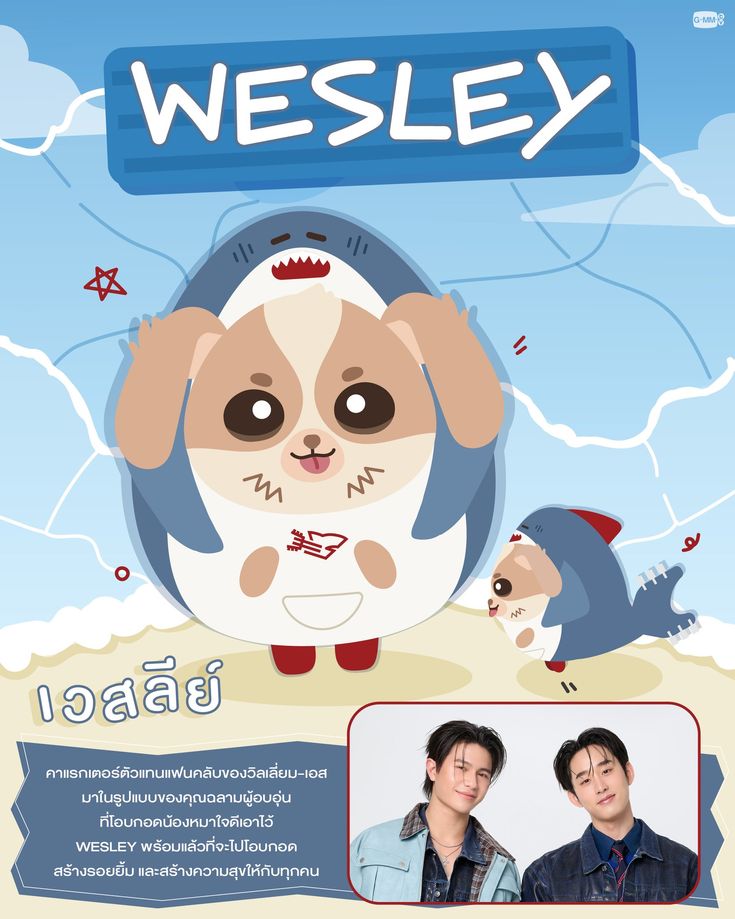 G-MM-TV
WESLEY
เวสลีย์
คาแรกเตอร์ตัวแทนแฟนคลับของวิลเลี่ยม-เอส
มาในรูปแบบของคุณฉลามผู้อบอุ่น
ที่โอบกอดน้องหมาใจดีเอาไว้
WESLEY พร้อมแล้วที่จะไปโอบกอด
สร้างรอยยิ้ม และสร้างความสุขให้กับทุกคน